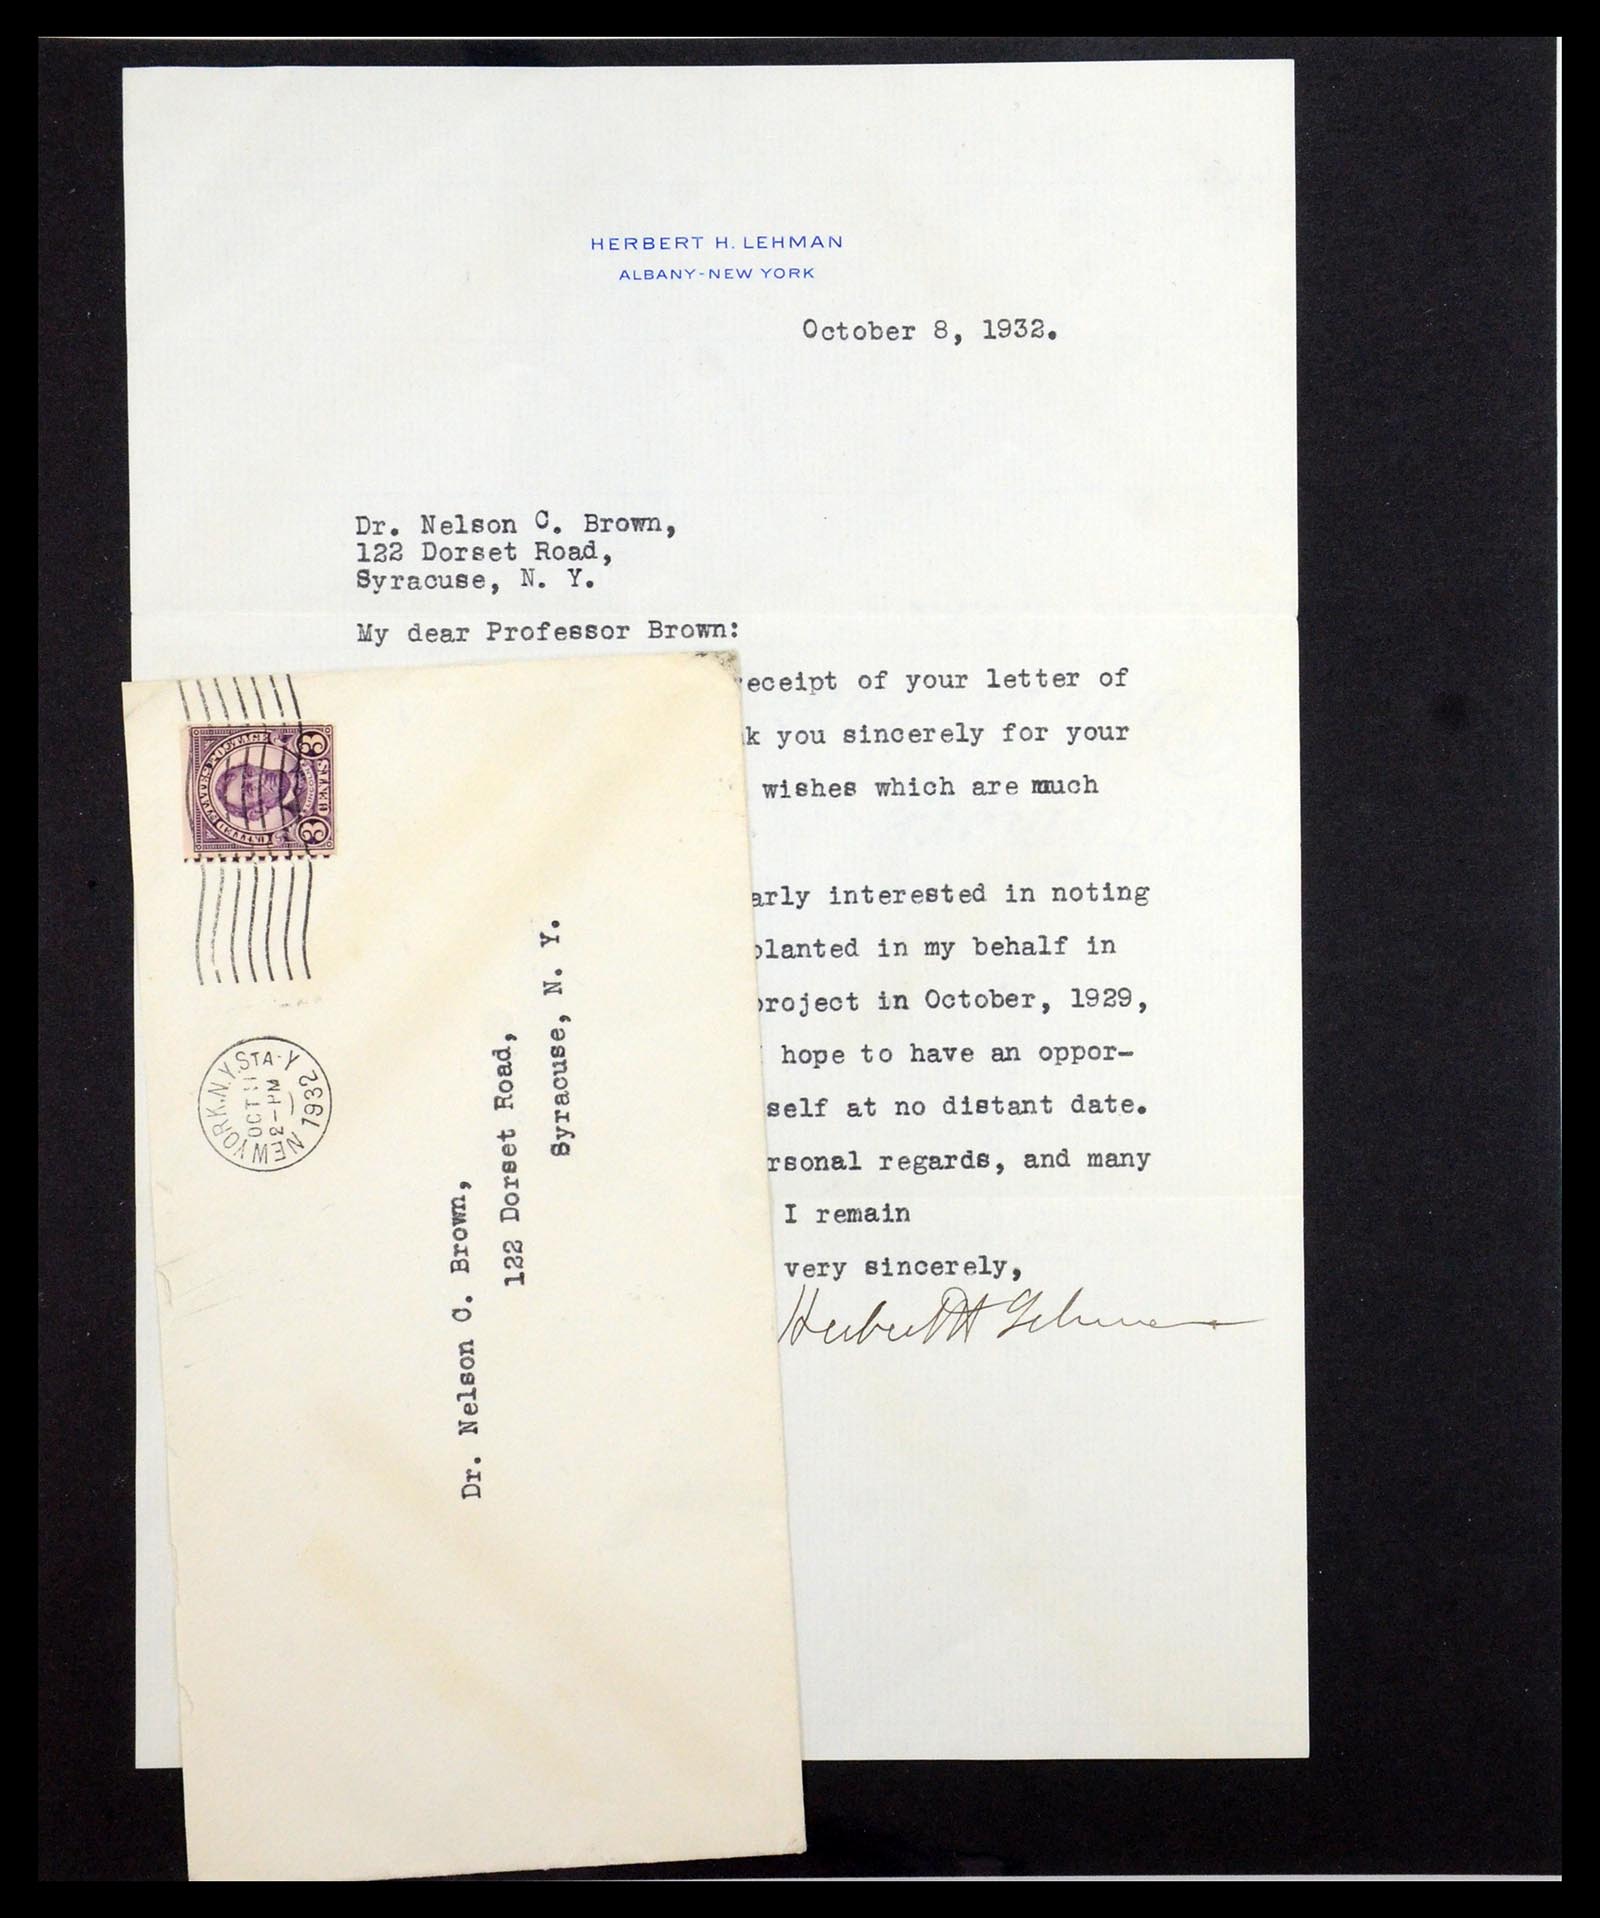 HERBERT H. LEHMAN
ALBANY-NEW YORK
October 8, 1932.
Dr. Nelson C. Brown,
122 Dorset Road,
Syracuse, N. Y.
My dear Professor Brown:
receipt of your letter of
k you sincerely for your
wishes which are much
arly interested in noting
planted in my behalf in
project in October, 1929,
hope to have an oppor-
self at no distant date.
rsonal regards, and many
I remain
very sincerely,
Herbert H Lehman
NEW YORK, N.Y. STA-Y
OCT 11
2-PM
1932
Dr. Nelson C. Brown,
122 Dorset Road,
Syracuse, N. Y.